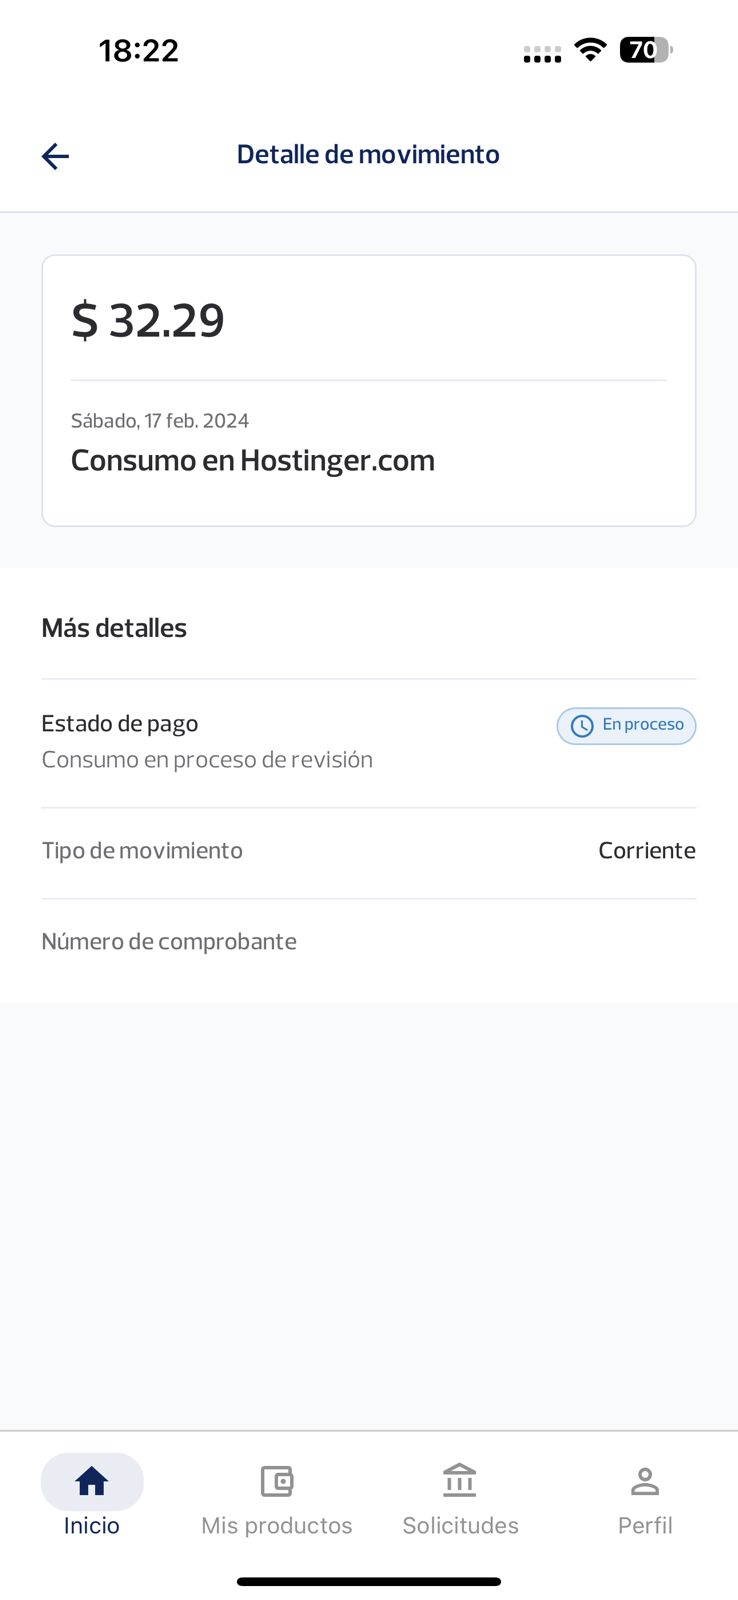 18:22
70
Detalle de movimiento
$ 32.29
Sábado, 17 feb. 2024
Consumo en Hostinger.com
Más detalles
Estado de pago
En proceso
Consumo en proceso de revisión
Tipo de movimiento
Corriente
Número de comprobante
Inicio
Mis productos
Solicitudes
Perfil